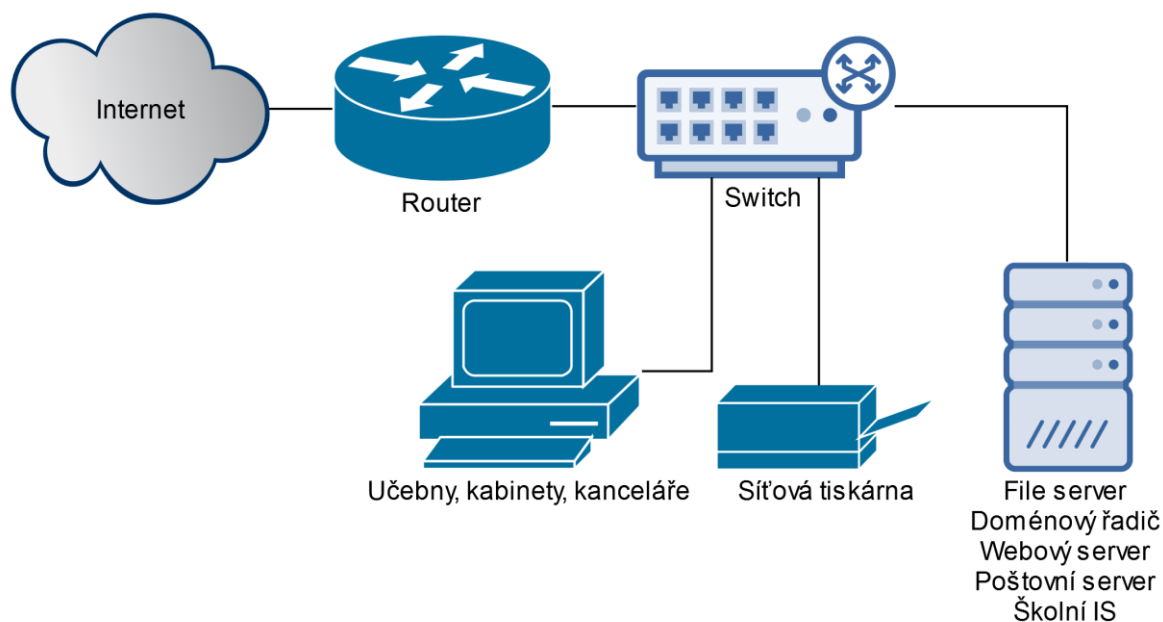 Internet
Router
Switch
Učebny, kabinety, kanceláře
Síťová tiskárna
File server
Doménový řadič
Webový server
Poštovní server
Školní IS